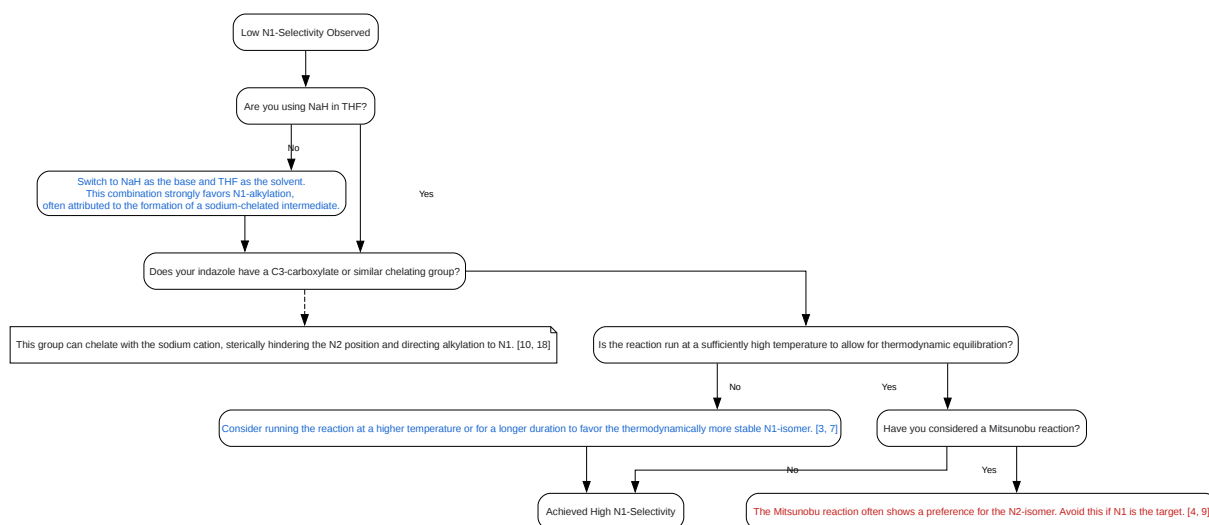 Low N1-Selectivity Observed
Are you using NaH in THF?
No
Switch to NaH as the base and THF as the solvent.
This combination strongly favors N1-alkylation,
often attributed to the formation of a sodium-chelated intermediate.
Yes
Does your indazole have a C3-carboxylate or similar chelating group?
This group can chelate with the sodium cation, sterically hindering the N2 position and directing alkylation to N1. [10, 18]
Is the reaction run at a sufficiently high temperature to allow for thermodynamic equilibration?
No
Yes
Consider running the reaction at a higher temperature or for a longer duration to favor the thermodynamically more stable N1-isomer. [3, 7]
Have you considered a Mitsunobu reaction?
No
Yes
Achieved High N1-Selectivity
The Mitsunobu reaction often shows a preference for the N2-isomer. Avoid this if N1 is the target. [4, 9]